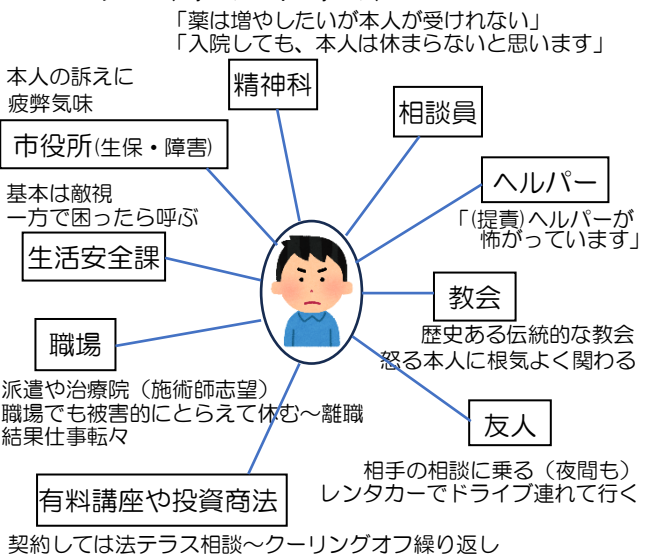 「薬は増やしたいが本人が受けれない」
「入院しても、本人は休まらないと思います」
精神科
本人の訴えに
疲弊気味
相談員
市役所(生保・障害)
ヘルパー
基本は敵視
一方で困ったら呼ぶ
「(提責)ヘルパーが
怖がっています」
生活安全課
教会
歴史ある伝統的な教会
怒る本人に根気よく関わる
職場
派遣や治療院（施術師志望）
職場でも被害的にとらえて休む～離職
結果仕事転々
友人
相手の相談に乗る（夜間も）
レンタカーでドライブ連れて行く
有料講座や投資商法
契約しては法テラス相談～クーリングオフ繰り返し